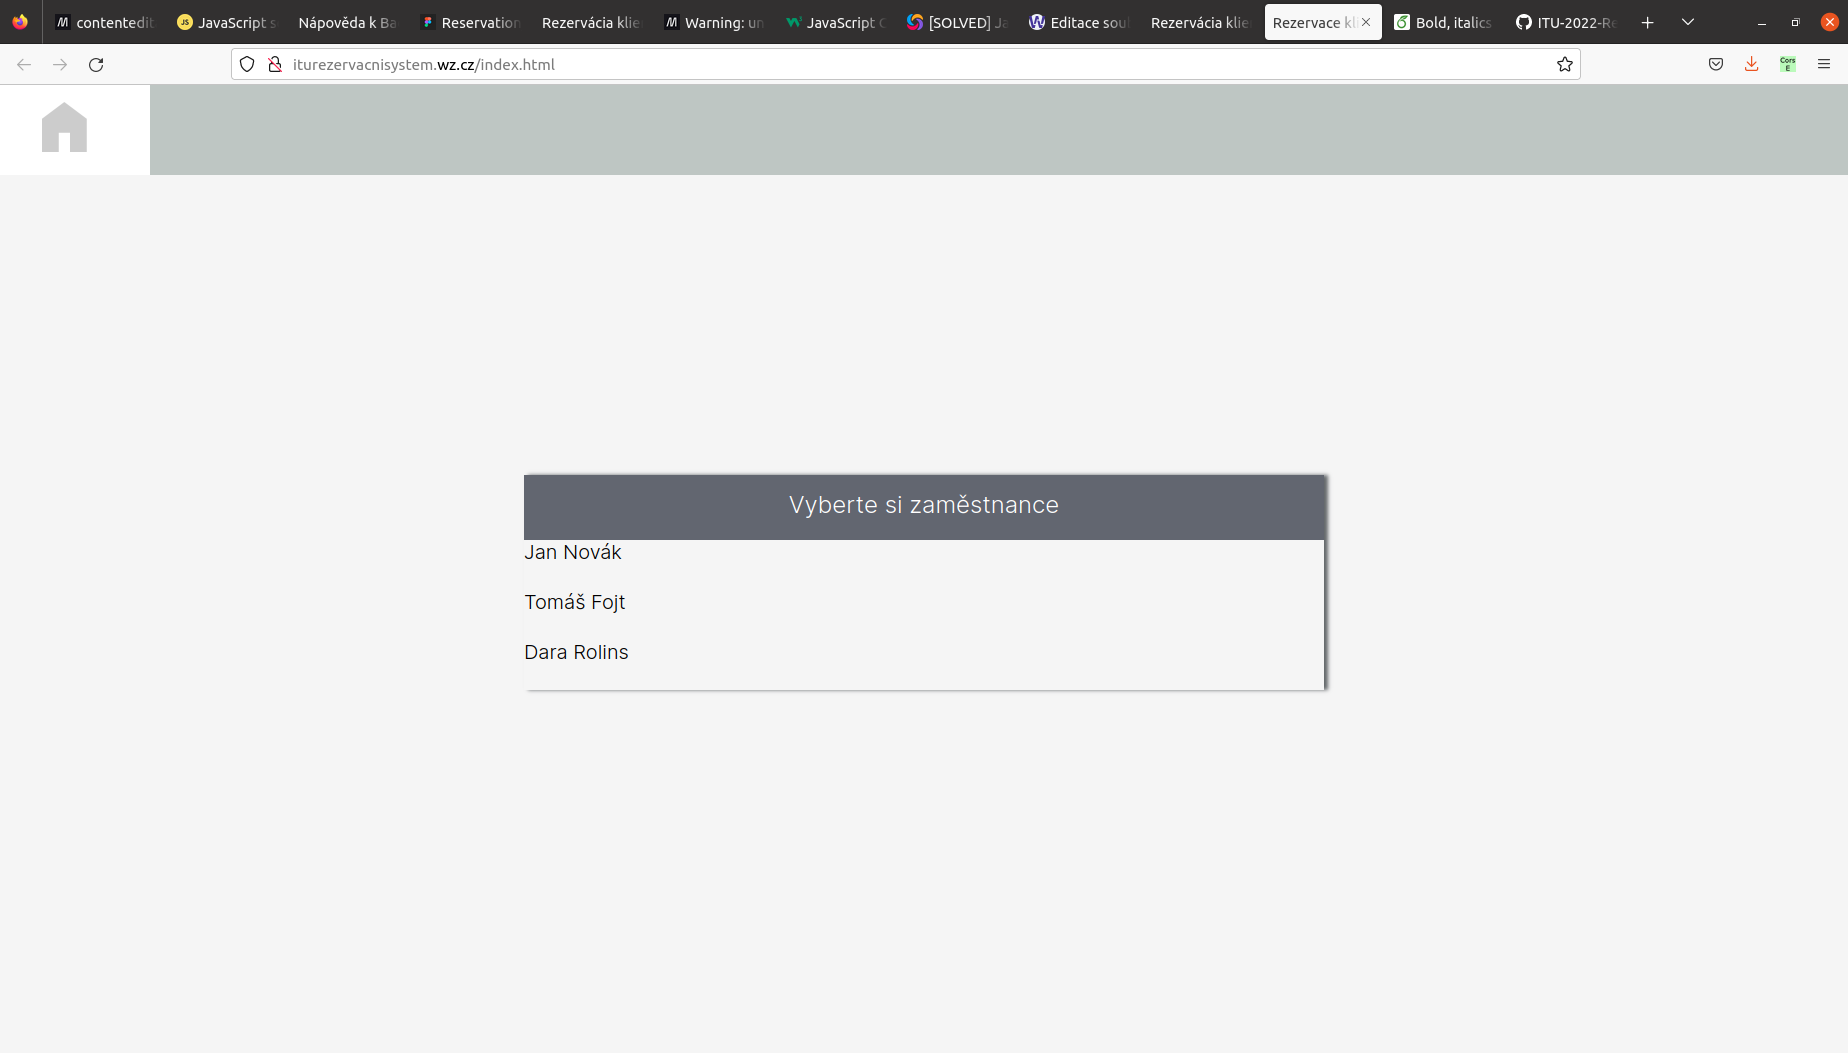 contentedit
JavaScript s
Nápověda k Ba
Reservation
Rezervácia klie
Warning: un
JavaScript C
[SOLVED] Ja
Editace soul
Rezervácia klie
Rezervace kl
Bold, italics
ITU-2022-Re
iturezervacnisystem.wz.cz/index.html
Cors
E
Vyberte si zaměstnance
Jan Novák
Tomáš Fojt
Dara Rolins